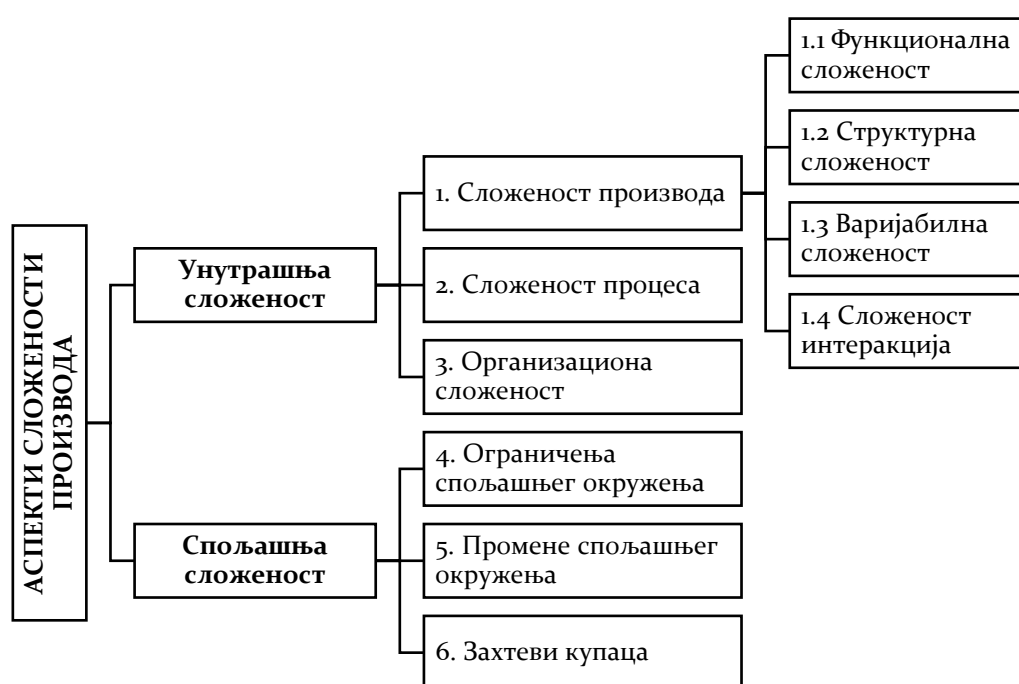 АСПЕКТИ СЛОЖЕНОСТИ
ПРОИЗВОДА
Унутрашња
сложеност
1. Сложеност производа
1.1 Функционална
сложеност
1.2 Структурна
сложеност
1.3 Варијабилна
сложеност
1.4 Сложеност
интеракција
2. Сложеност процеса
3. Организациона
сложеност
Спољашња
сложеност
4. Ограничења
спољашњег окружења
5. Промене спољашњег
окружења
6. Захтеви купаца